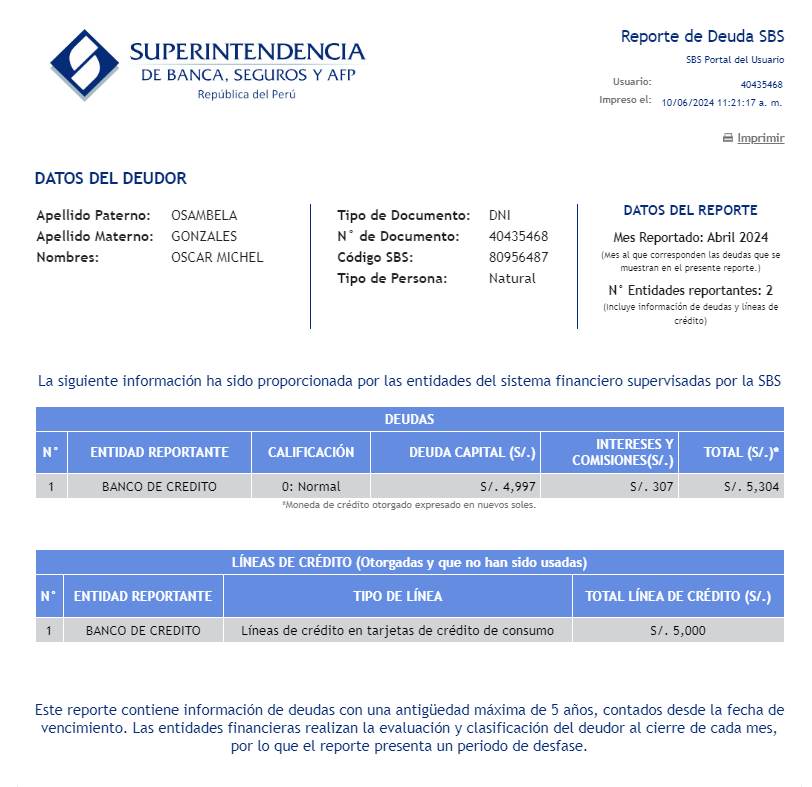 SUPERINTENDENCIA
DE BANCA, SEGUROS Y AFP
República del Perú
Reporte de Deuda SBS
SBS Portal del Usuario
Usuario: 40435468
Impreso el: 10/06/2024 11:21:17 a. m.
Imprimir
DATOS DEL DEUDOR
Apellido Paterno: OSAMBELA
Apellido Materno: GONZALES
Nombres: OSCAR MICHEL
Tipo de Documento: DNI
N° de Documento: 40435468
Código SBS: 80956487
Tipo de Persona: Natural
DATOS DEL REPORTE
Mes Reportado: Abril 2024
(Mes al que corresponden las deudas que se
muestran en el presente reporte.)
N° Entidades reportantes: 2
(Incluye información de deudas y líneas de
crédito)
La siguiente información ha sido proporcionada por las entidades del sistema financiero supervisadas por la SBS
DEUDAS
N° ENTIDAD REPORTANTE CALIFICACIÓN DEUDA CAPITAL (S/.) INTERESES Y COMISIONES(S/.) TOTAL (S/.)*
1 BANCO DE CREDITO 0: Normal S/. 4,997 S/. 307 S/. 5,304
*Moneda de crédito otorgado expresado en nuevos soles.
LÍNEAS DE CRÉDITO (Otorgadas y que no han sido usadas)
N° ENTIDAD REPORTANTE TIPO DE LÍNEA TOTAL LÍNEA DE CRÉDITO (S/.)
1 BANCO DE CREDITO Líneas de crédito en tarjetas de crédito de consumo S/. 5,000
Este reporte contiene información de deudas con una antigüedad máxima de 5 años, contados desde la fecha de
vencimiento. Las entidades financieras realizan la evaluación y clasificación del deudor al cierre de cada mes,
por lo que el reporte presenta un periodo de desfase.